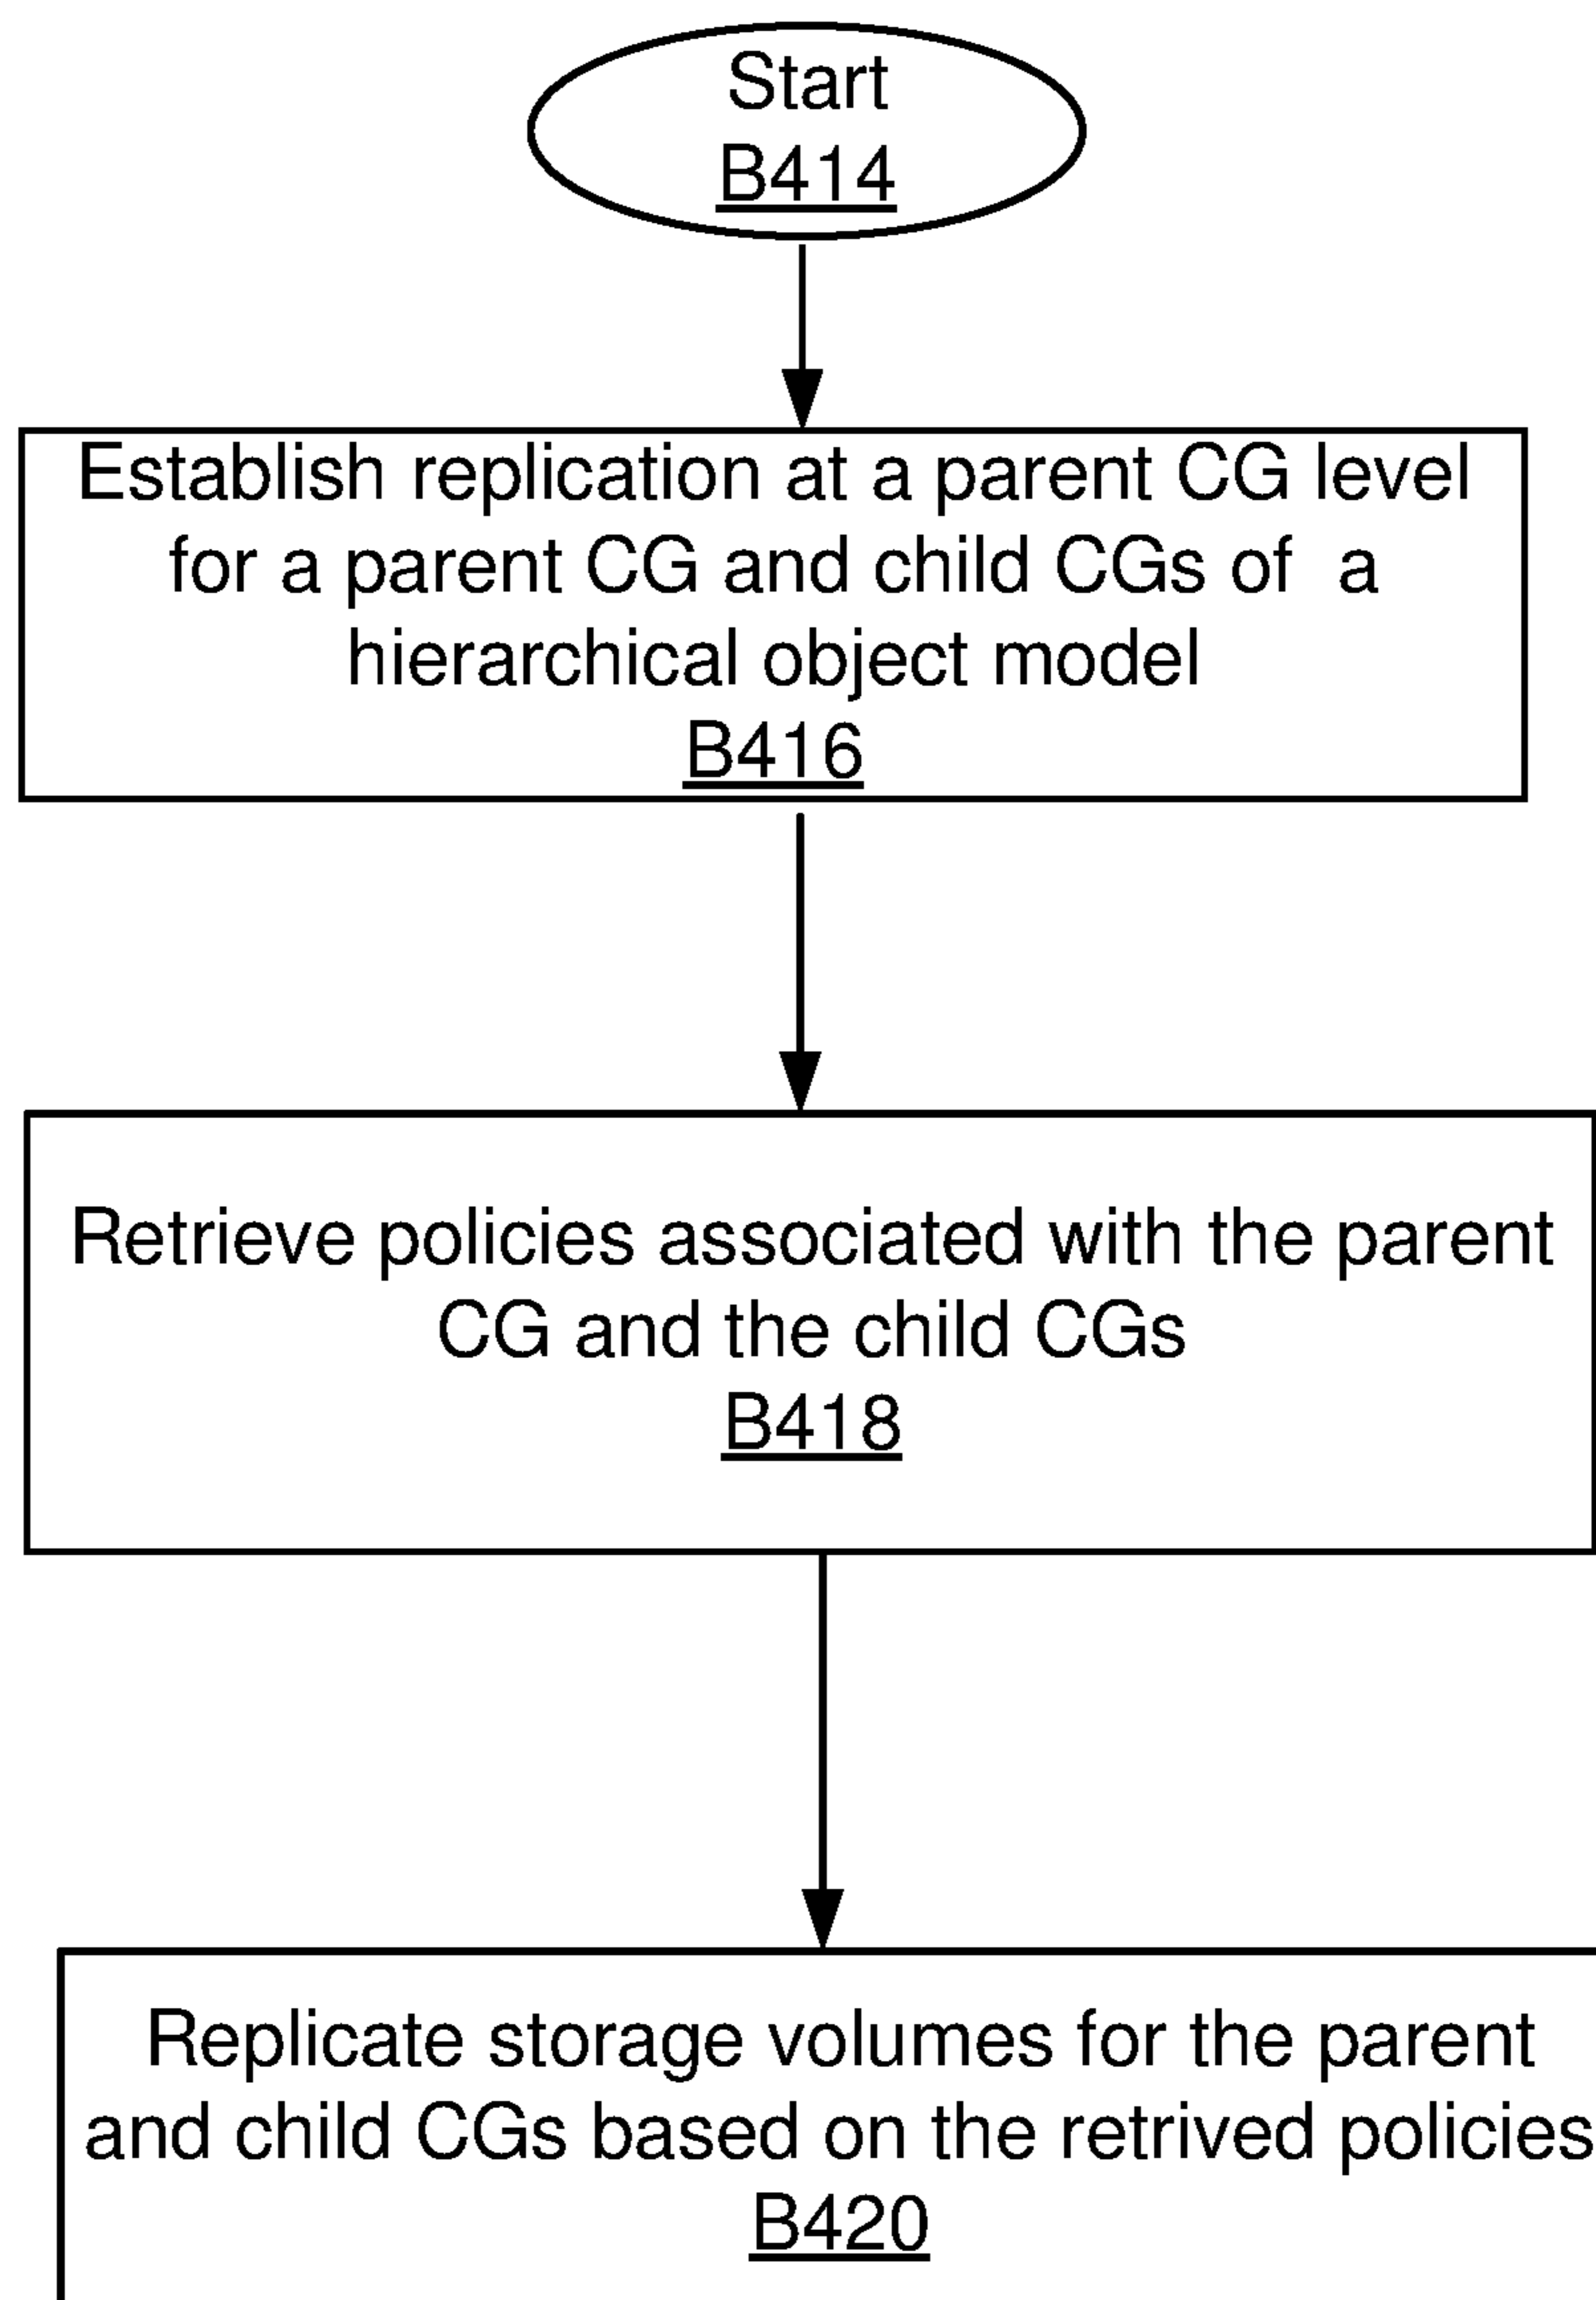 Start
B414
Establish replication at a parent CG level
for a parent CG and child CGs of a
hierarchical object model
B416
Retrieve policies associated with the parent
CG and the child CGs
B418
Replicate storage volumes for the parent
and child CGs based on the retrived policies
B420